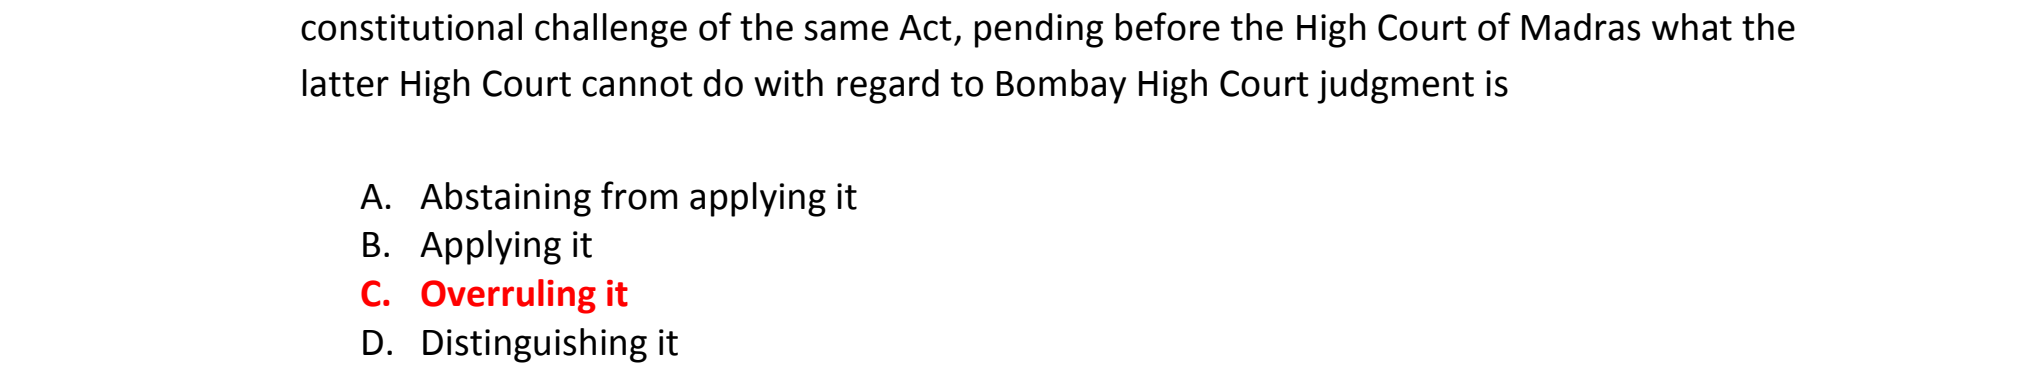 constitutional challenge of the same Act, pending before the High Court of Madras what the
latter High Court cannot do with regard to Bombay High Court judgment is
A. Abstaining from applying it
B. Applying it
C. Overruling it
D. Distinguishing it